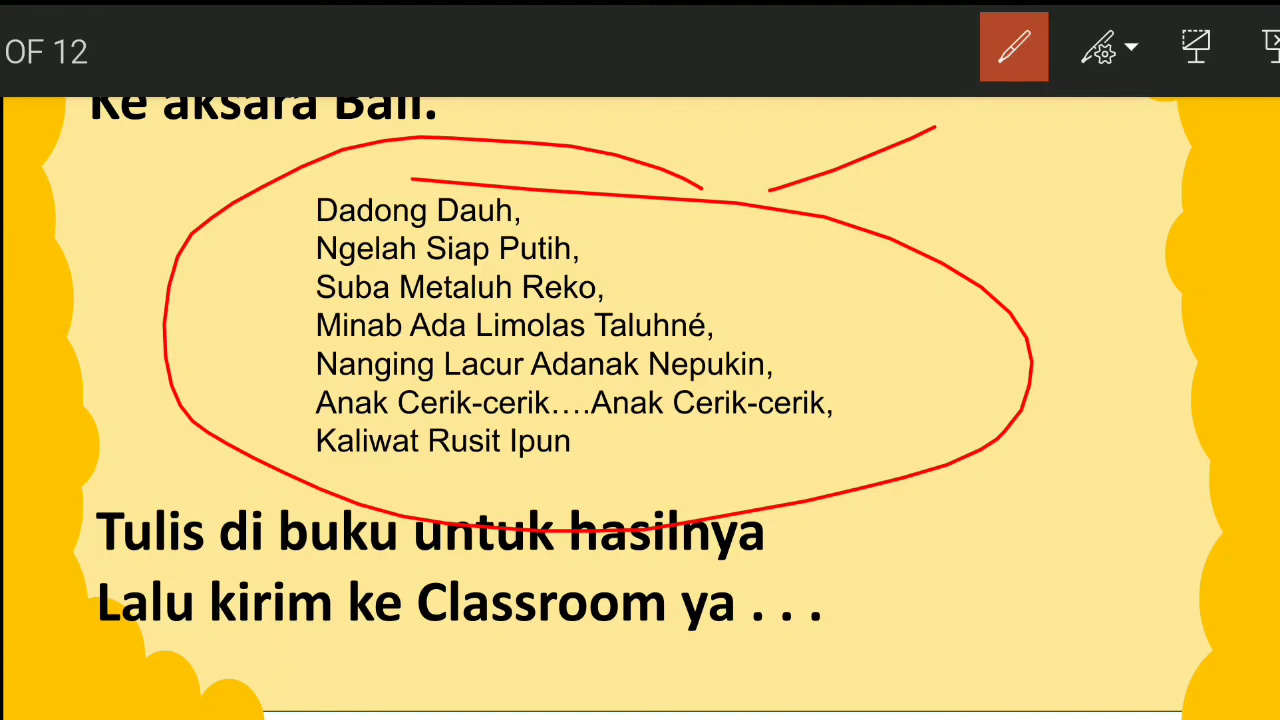 OF 12
Ke aksara Bali.
Dadong Dauh,
Ngelah Siap Putih,
Suba Metaluh Reko,
Minab Ada Limolas Taluhné,
Nanging Lacur Adanak Nepukin,
Anak Cerik-cerik....Anak Cerik-cerik,
Kaliwat Rusit Ipun
Tulis di buku untuk hasilnya
Lalu kirim ke Classroom ya . . .